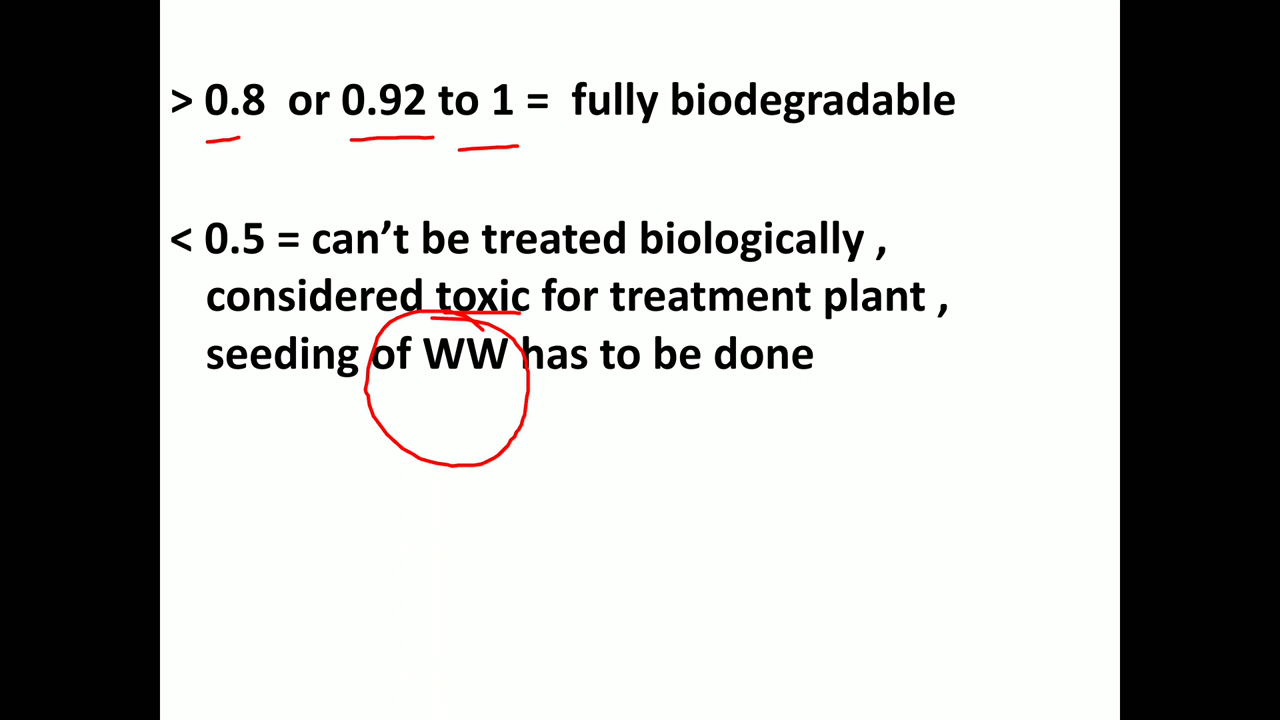 > 0.8 or 0.92 to 1 = fully biodegradable
< 0.5 = can’t be treated biologically ,
considered toxic for treatment plant ,
seeding of WW has to be done